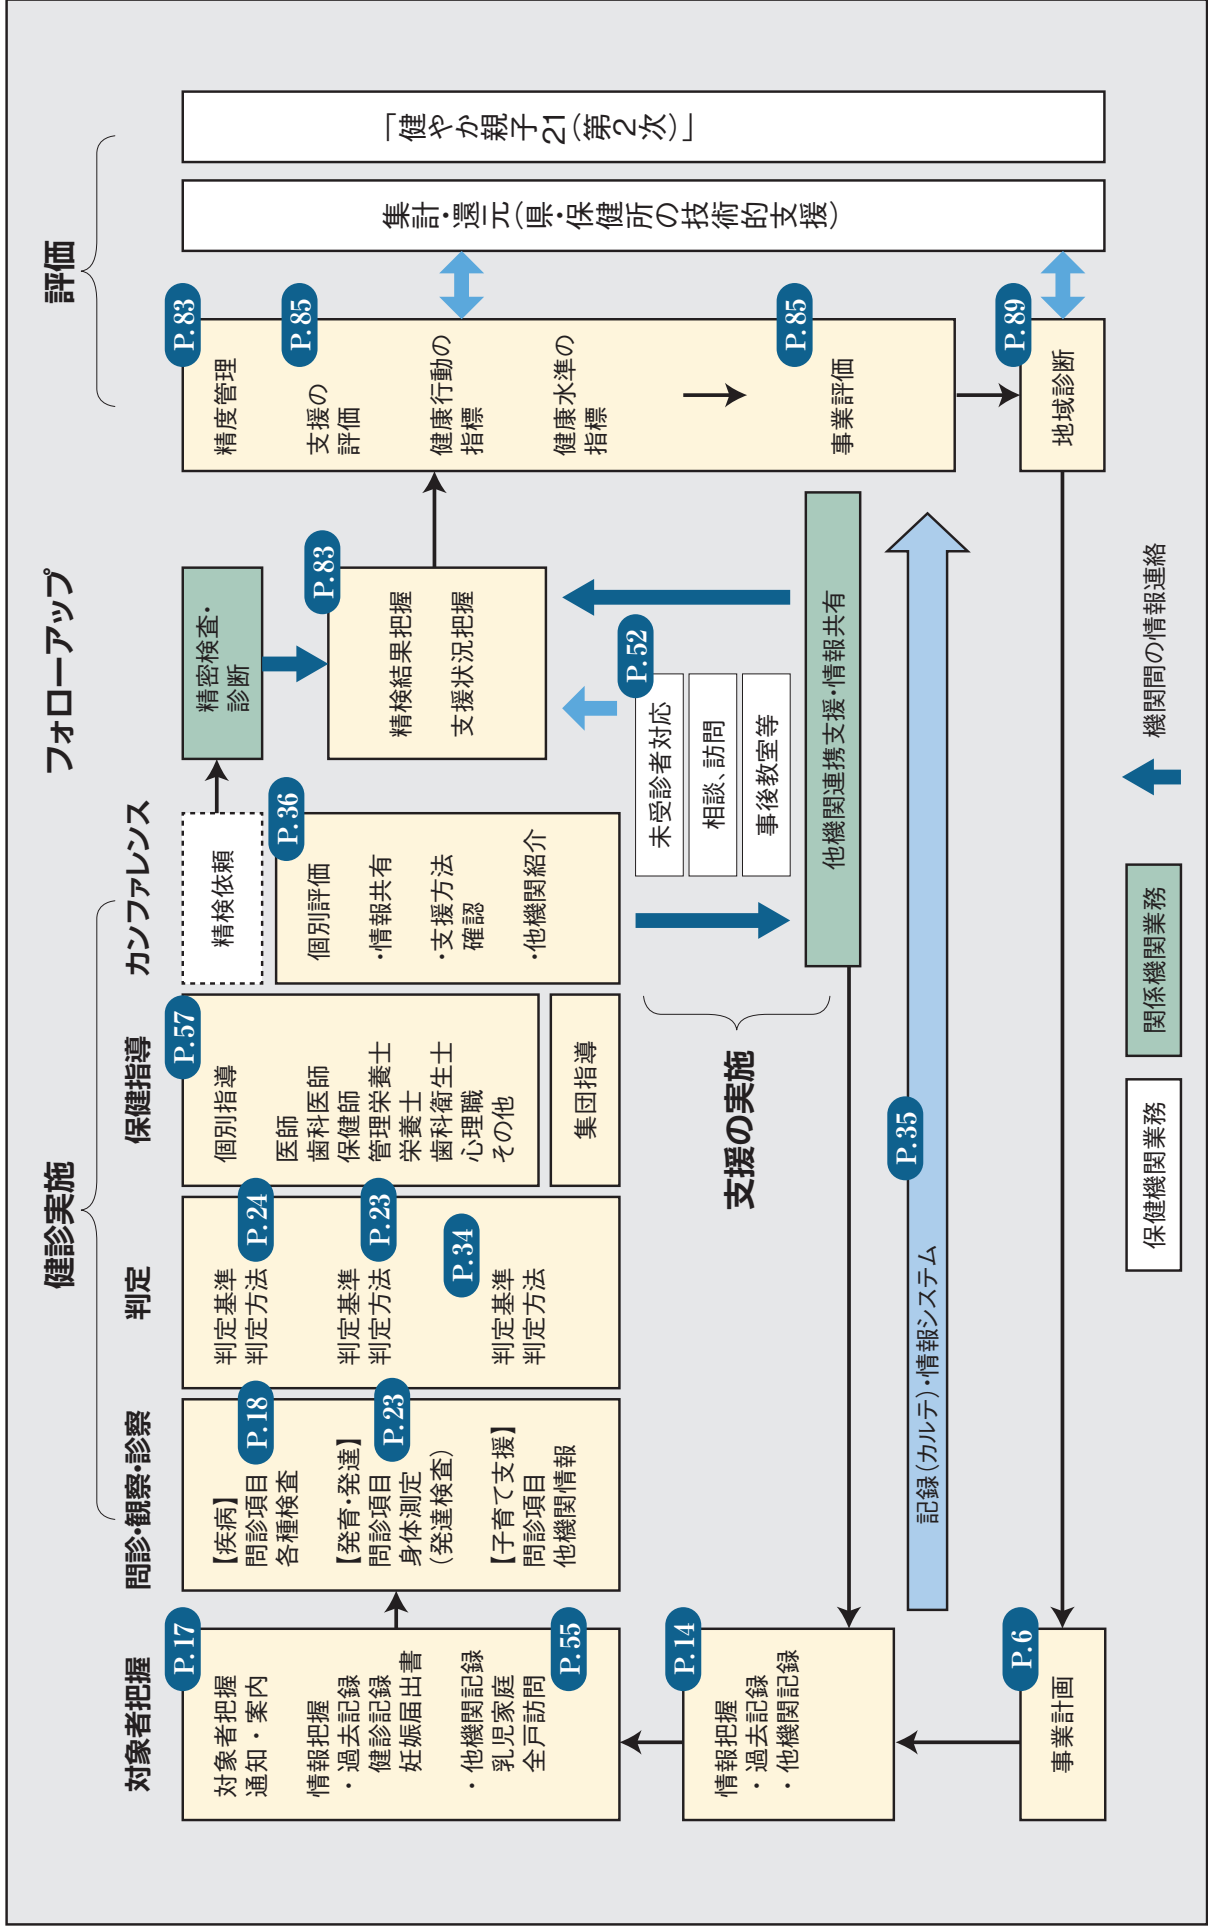 健診実施
フォローアップ
評価
対象者把握
問診・観察・診察
判定
保健指導
カンファレンス
P.17
対象者把握
通知・案内
情報把握
・過去記録
健診記録
妊娠届出書
・他機関記録
乳児家庭
全戸訪問
P.55
【疾病】
問診項目
各種検査
P.18
【発育・発達】
問診項目
身体測定
(発達検査)
P.23
【子育て支援】
問診項目
他機関情報
判定基準
判定方法
P.24
判定基準
判定方法
P.23
P.34
判定基準
判定方法
P.57
個別指導
医師
歯科医師
保健師
管理栄養士
栄養士
歯科衛生士
心理職
その他
集団指導
精検依頼
P.36
個別評価
・情報共有
・支援方法
確認
・他機関紹介
精密検査・
診断
P.83
精検結果把握
支援状況把握
P.52
未受診者対応
相談、訪問
事後教室等
他機関連携支援・情報共有
支援の実施
P.83
精度管理
P.85
支援の
評価
健康行動の
指標
健康水準の
指標
P.85
事業評価
P.89
地域診断
集計・還元(県・保健所の技術的支援)
「健やか親子21(第2次)」
P.14
情報把握
・過去記録
・他機関記録
P.35
記録(カルテ)・情報システム
P.6
事業計画
保健機関業務
関係機関業務
機関間の情報連絡